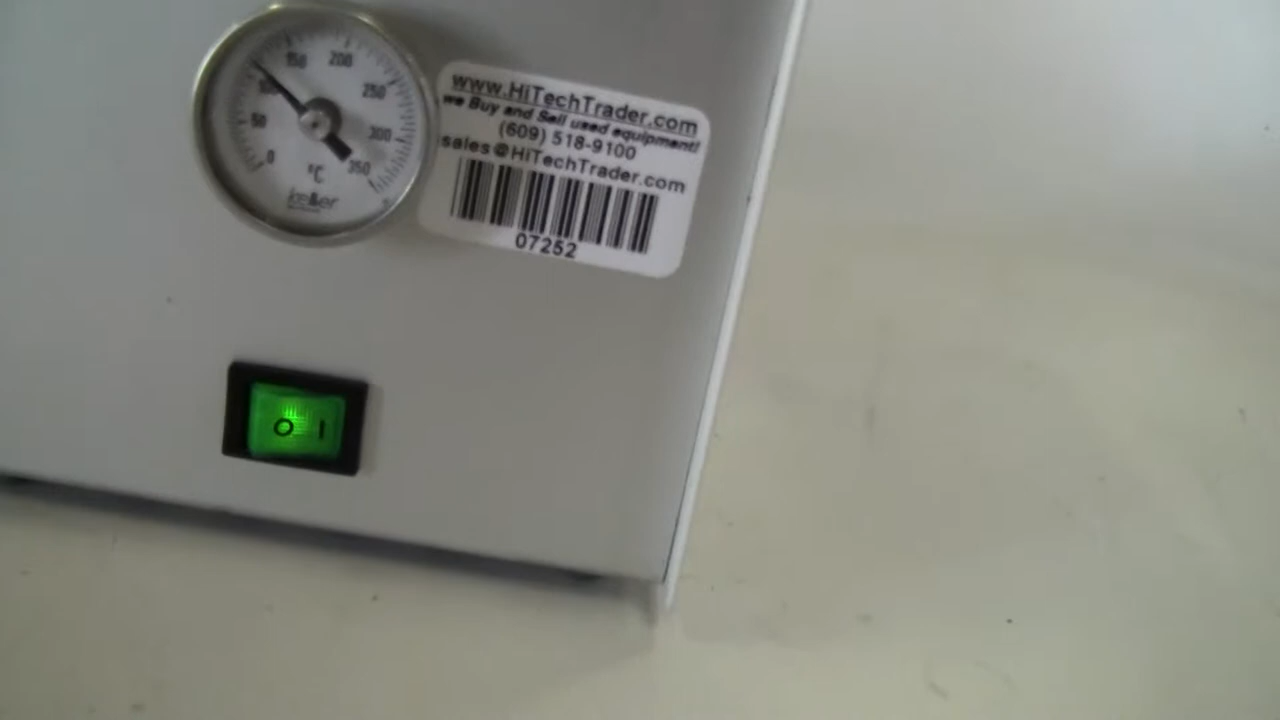 150 200
250
50
300
0
350
°C
keller
www.HiTechTrader.com
we Buy and Sell used equipment!
(609) 518-9100
sales@HiTechTrader.com
07252
O I